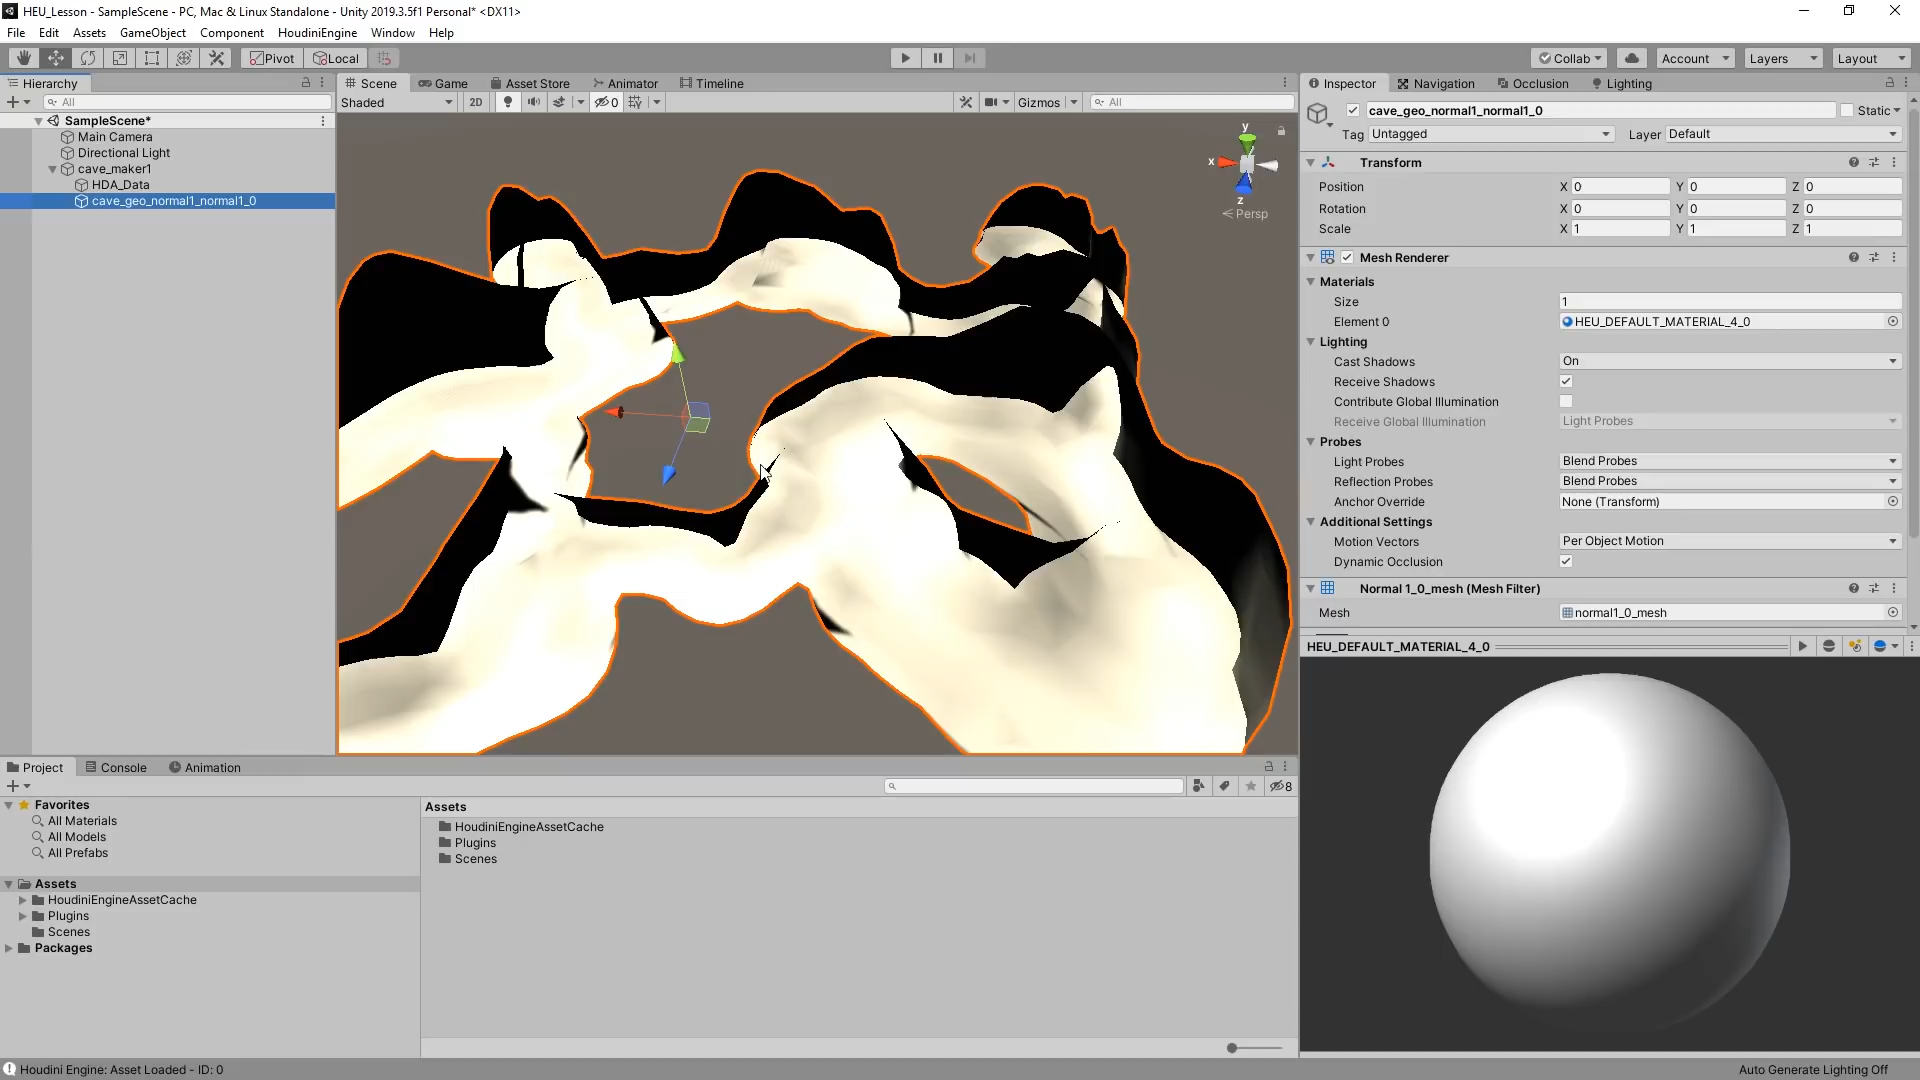 HEU_Lesson - SampleScene - PC, Mac & Linux Standalone - Unity 2019.3.5f1 Personal* <DX11>
File Edit Assets GameObject Component HoudiniEngine Window Help
Pivot Local Collab Account Layers Layout
Hierarchy
All
SampleScene*
Main Camera
Directional Light
cave_maker1
HDA_Data
cave_geo_normal1_normal1_0
Scene Game Asset Store Animator Timeline
Shaded 2D 0 Gizmos All
y
x
z
Persp
Inspector Navigation Occlusion Lighting
cave_geo_normal1_normal1_0 Static
Tag Untagged Layer Default
Transform
Position X 0 Y 0 Z 0
Rotation X 0 Y 0 Z 0
Scale X 1 Y 1 Z 1
Mesh Renderer
Materials
Size 1
Element 0 HEU_DEFAULT_MATERIAL_4_0
Lighting
Cast Shadows On
Receive Shadows
Contribute Global Illumination
Receive Global Illumination Light Probes
Probes
Light Probes Blend Probes
Reflection Probes Blend Probes
Anchor Override None (Transform)
Additional Settings
Motion Vectors Per Object Motion
Dynamic Occlusion
Normal 1_0_mesh (Mesh Filter)
Mesh normal1_0_mesh
HEU_DEFAULT_MATERIAL_4_0
Project Console Animation
8
Favorites
All Materials
All Models
All Prefabs
Assets
HoudiniEngineAssetCache
Plugins
Scenes
Packages
Assets
HoudiniEngineAssetCache
Plugins
Scenes
Houdini Engine: Asset Loaded - ID: 0
Auto Generate Lighting Off